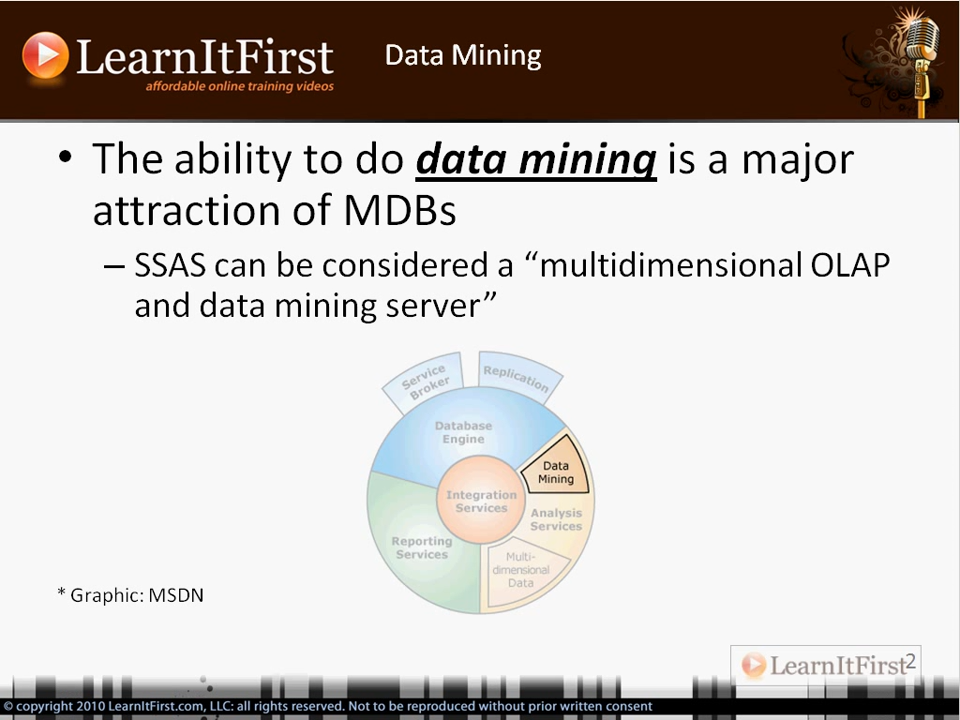 LearnItFirst
affordable online training videos
Data Mining
• The ability to do data mining is a major
attraction of MDBs
– SSAS can be considered a “multidimensional OLAP
and data mining server”
Service
Broker
Replication
Database
Engine
Data
Mining
Integration
Services
Analysis
Services
Reporting
Services
Multi-
dimensional
Data
* Graphic: MSDN
LearnItFirst
2
© copyright 2010 LearnItFirst.com, LLC: all rights reserved. Not to be reproduced without prior written consent